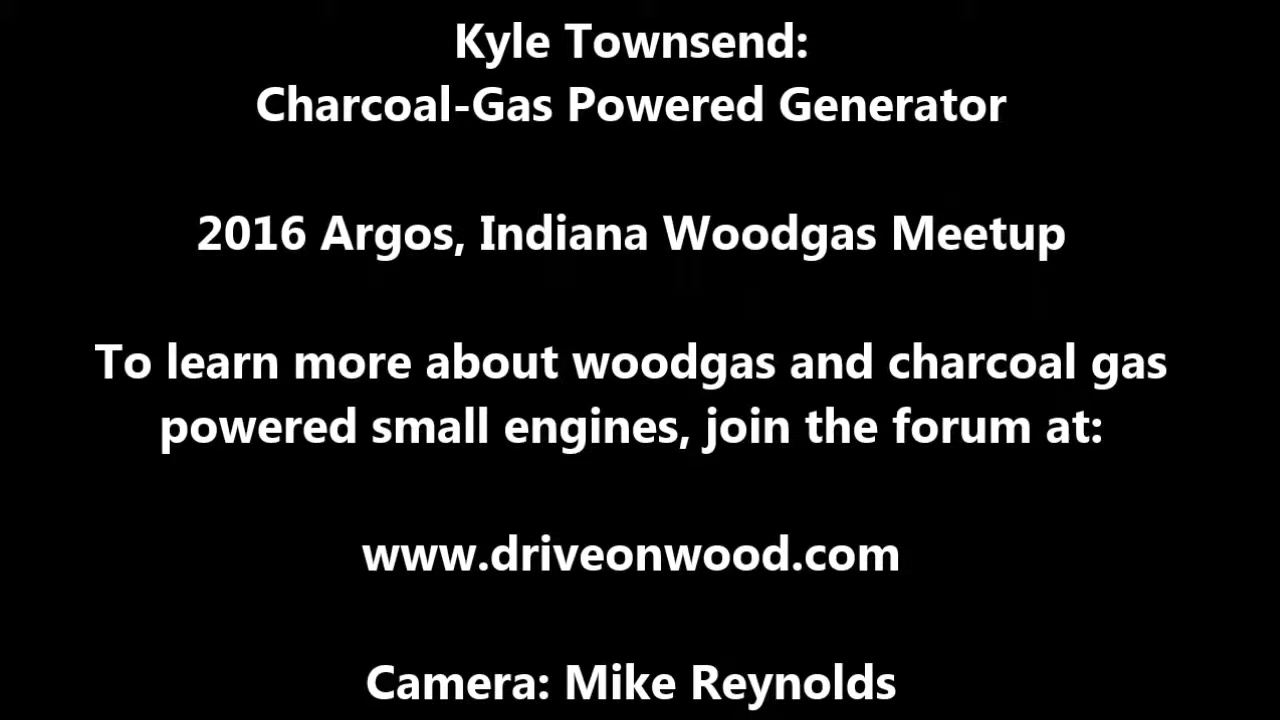 Kyle Townsend:
Charcoal-Gas Powered Generator
2016 Argos, Indiana Woodgas Meetup
To learn more about woodgas and charcoal gas
powered small engines, join the forum at:
www.driveonwood.com
Camera: Mike Reynolds